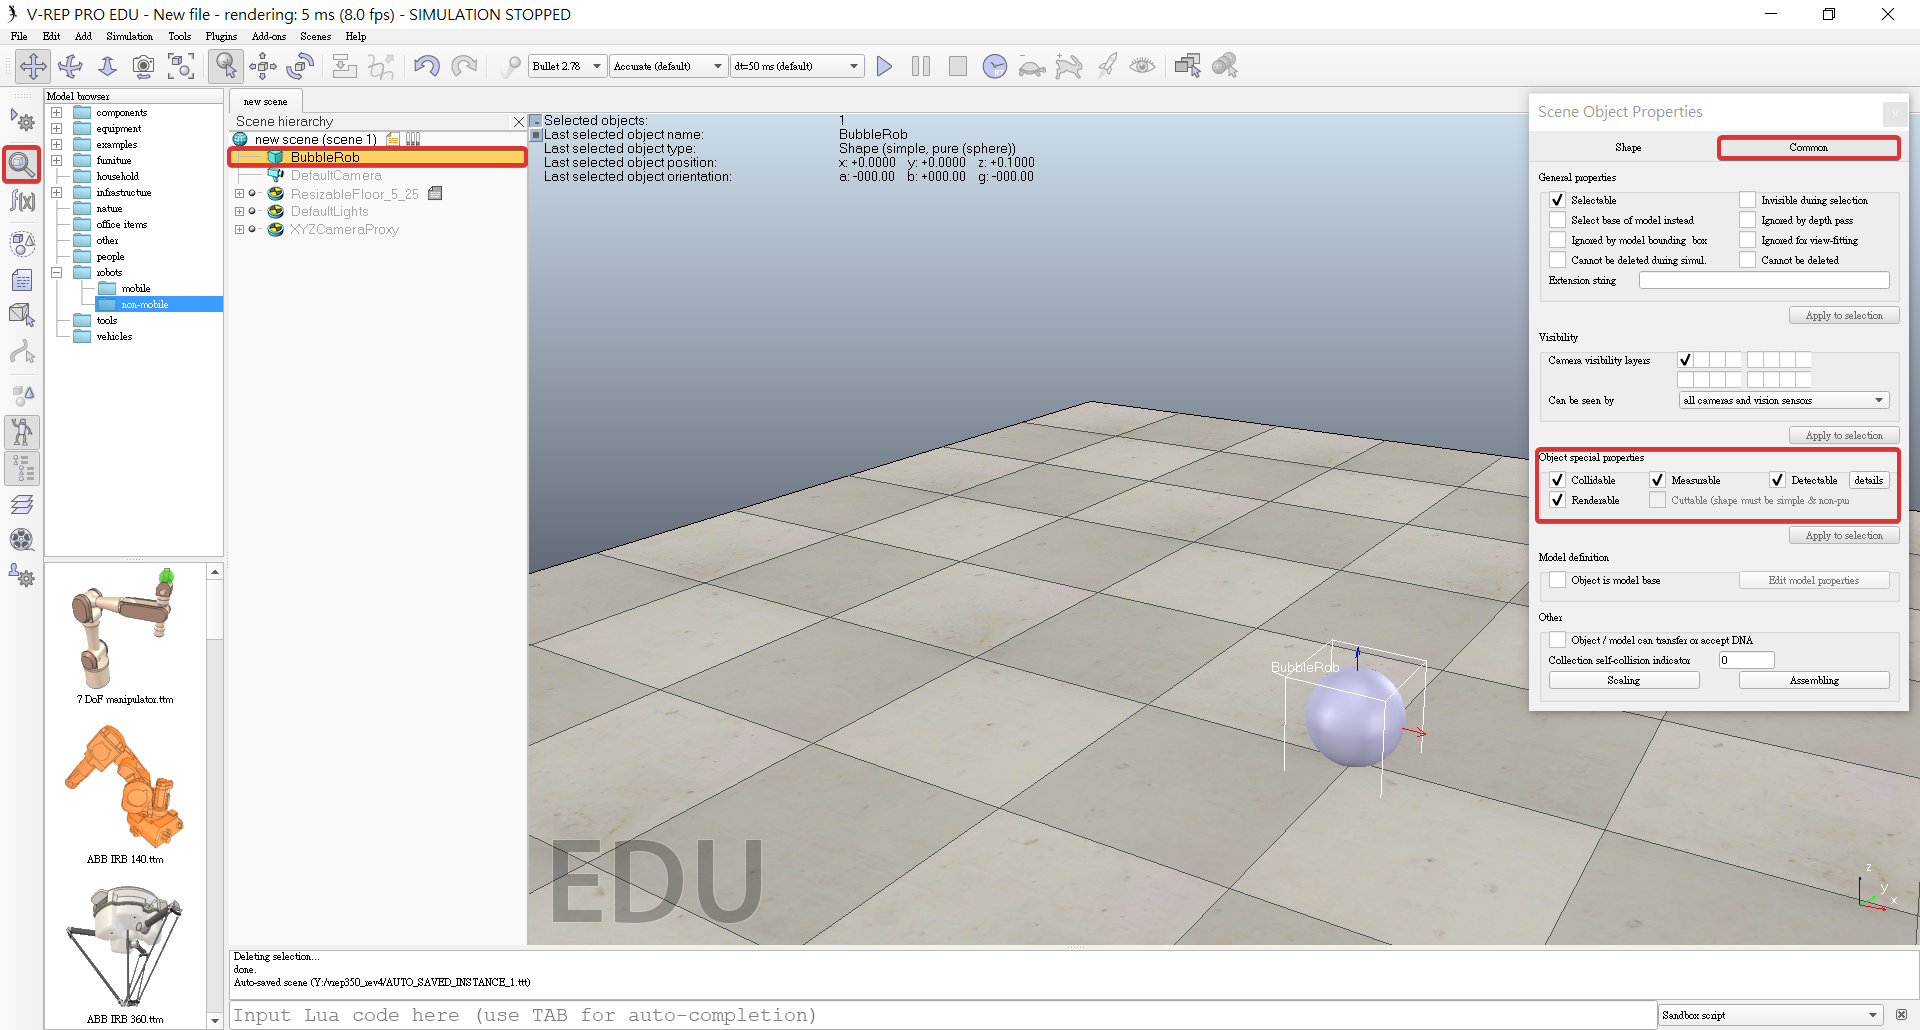 V-REP PRO EDU - New file - rendering: 5 ms (8.0 fps) - SIMULATION STOPPED
File Edit Add Simulation Tools Plugins Add-ons Scenes Help
Bullet 2.78 Accurate (default) dt=50 ms (default)
Model browser
components
equipment
examples
furniture
household
infrastructure
nature
office items
other
people
robots
mobile
non-mobile
tools
vehicles
7 DoF manipulator.ttm
ABB IRB 140.ttm
ABB IRB 360.ttm
new scene
Scene hierarchy
new scene (scene 1)
BubbleRob
DefaultCamera
ResizableFloor_5_25
DefaultLights
XYZCameraProxy
Selected objects: 1
Last selected object name: BubbleRob
Last selected object type: Shape (simple, pure (sphere))
Last selected object position: x: +0.0000 y: +0.0000 z: +0.1000
Last selected object orientation: a: -000.00 b: +000.00 g: -000.00
BubbleRob
EDU
z
y
x
Scene Object Properties
Shape Common
General properties
Selectable Invisible during selection
Select base of model instead Ignored by depth pass
Ignored by model bounding box Ignored for view-fitting
Cannot be deleted during simul. Cannot be deleted
Extension string
Apply to selection
Visibility
Camera visibility layers
Can be seen by all cameras and vision sensors
Apply to selection
Object special properties
Collidable Measurable Detectable details
Renderable Cuttable (shape must be simple & non-pu
Apply to selection
Model definition
Object is model base Edit model properties
Other
Object / model can transfer or accept DNA
Collection self-collision indicator 0
Scaling Assembling
Deleting selection...
done.
Auto-saved scene (Y:/vrep350_rev4/AUTO_SAVED_INSTANCE_1.ttt)
Input Lua code here (use TAB for auto-completion)
Sandbox script